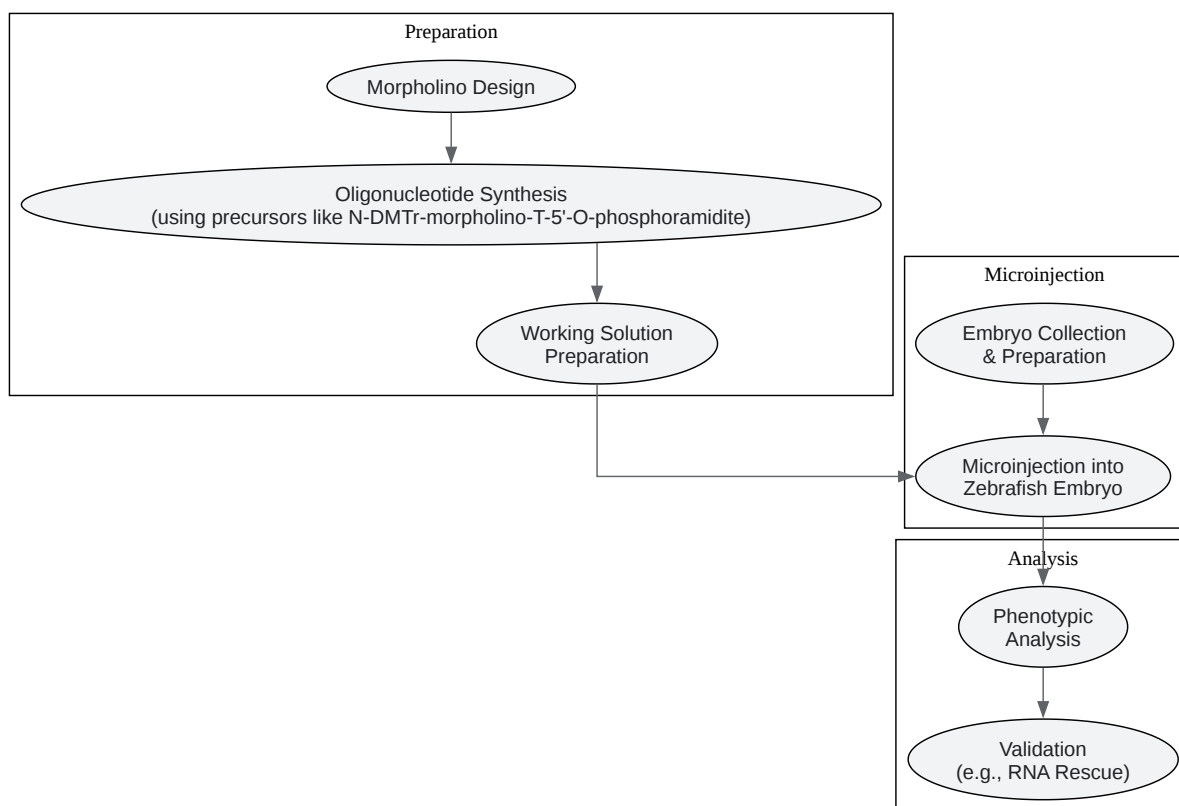 Preparation
Morpholino Design
Oligonucleotide Synthesis
(using precursors like N-DMTr-morpholino-T-5'-O-phosphoramidite)
Working Solution
Preparation
Microinjection
Embryo Collection
& Preparation
Microinjection into
Zebrafish Embryo
Analysis
Phenotypic
Analysis
Validation
(e.g., RNA Rescue)